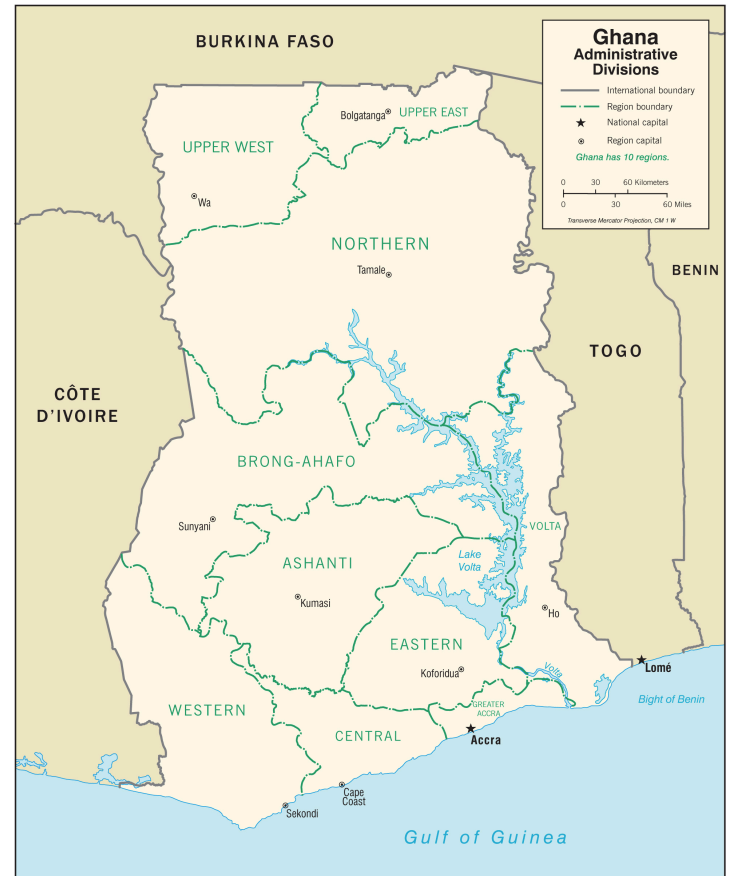 BURKINA FASO
Ghana
Administrative
Divisions
International boundary
Region boundary
National capital
Region capital
Ghana has 10 regions.
0 30 60 Kilometers
0 30 60 Miles
Transverse Mercator Projection, CM 1 W
Bolgatanga
UPPER EAST
UPPER WEST
Wa
NORTHERN
Tamale
BENIN
TOGO
CÔTE
D'IVOIRE
BRONG-AHAFO
Sunyani
VOLTA
ASHANTI
Lake
Volta
Kumasi
Ho
EASTERN
Koforidua
Volta
Lomé
Bight of Benin
WESTERN
GREATER
ACCRA
CENTRAL
Accra
Cape
Coast
Sekondi
Gulf of Guinea